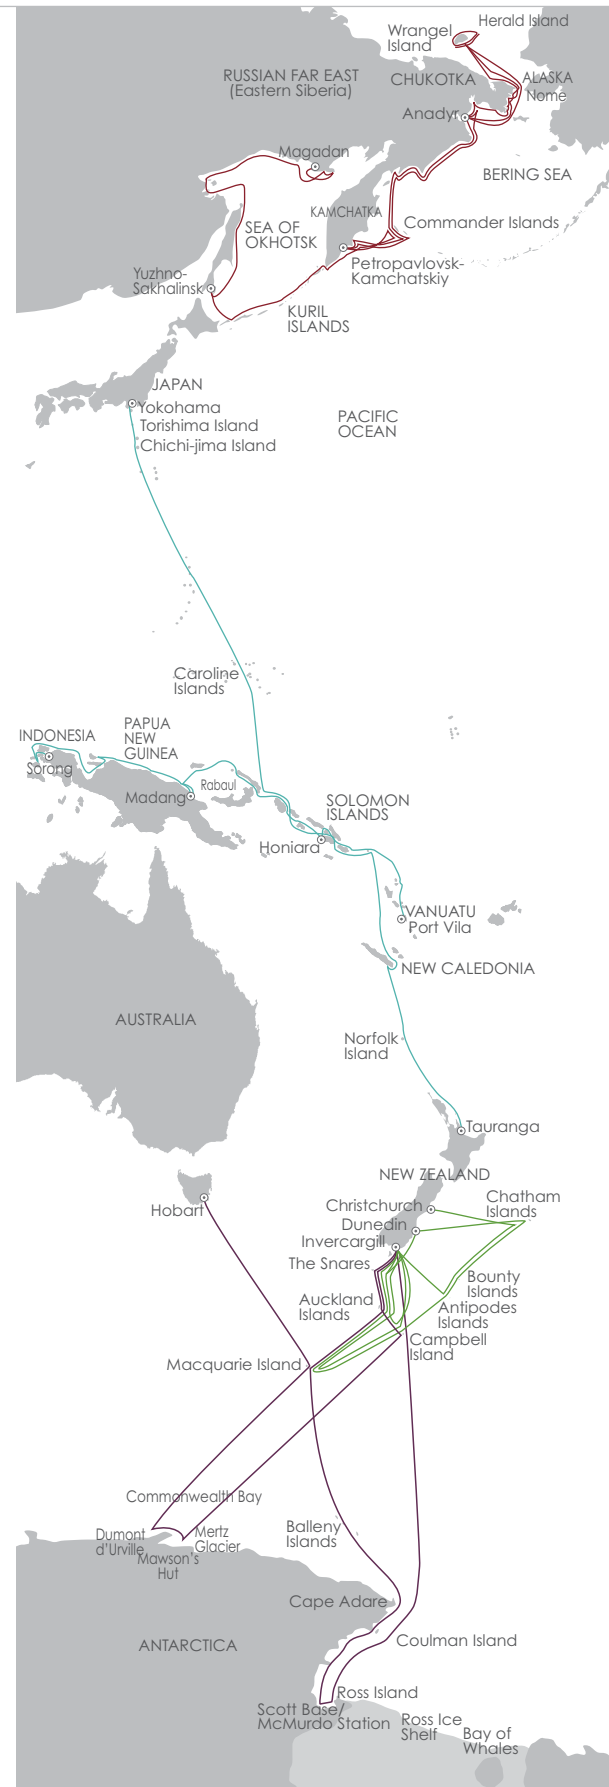 Herald Island
Wrangel
Island
RUSSIAN FAR EAST
(Eastern Siberia)
CHUKOTKA
ALASKA
Nome
Anadyr
Magadan
BERING SEA
KAMCHATKA
Commander Islands
SEA OF
OKHOTSK
Petropavlovsk-
Kamchatskiy
Yuzhno-
Sakhalinsk
KURIL
ISLANDS
JAPAN
Yokohama
Torishima Island
Chichi-jima Island
PACIFIC
OCEAN
Caroline
Islands
INDONESIA
Sorong
PAPUA
NEW
GUINEA
Rabaul
Madang
SOLOMON
ISLANDS
Honiara
VANUATU
Port Vila
NEW CALEDONIA
AUSTRALIA
Norfolk
Island
Tauranga
NEW ZEALAND
Hobart
Christchurch
Chatham
Islands
Dunedin
Invercargill
The Snares
Bounty
Islands
Auckland
Islands
Antipodes
Islands
Campbell
Island
Macquarie Island
Commonwealth Bay
Dumont
d'Urville
Mertz
Glacier
Mawson's
Hut
Balleny
Islands
Cape Adare
ANTARCTICA
Coulman Island
Ross Island
Scott Base/
McMurdo Station
Ross Ice
Shelf
Bay of
Whales